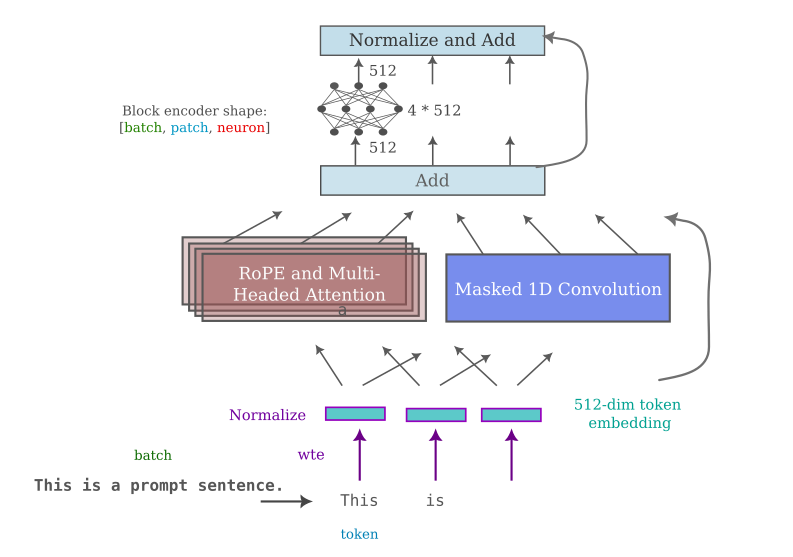 Normalize and Add
512
4 * 512
Block encoder shape:
[batch, patch, neuron]
512
Add
RoPE and Multi-
Headed Attention
a
Masked 1D Convolution
Normalize
512-dim token
embedding
batch
wte
This is a prompt sentence.
This
is
token